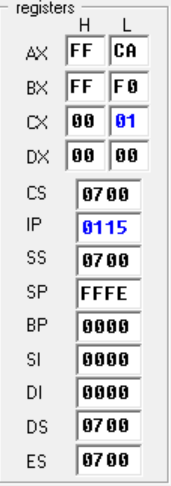 registers
H L
AX FF CA
BX FF F0
CX 00 01
DX 00 00
CS 0700
IP 0115
SS 0700
SP FFFE
BP 0000
SI 0000
DI 0000
DS 0700
ES 0700